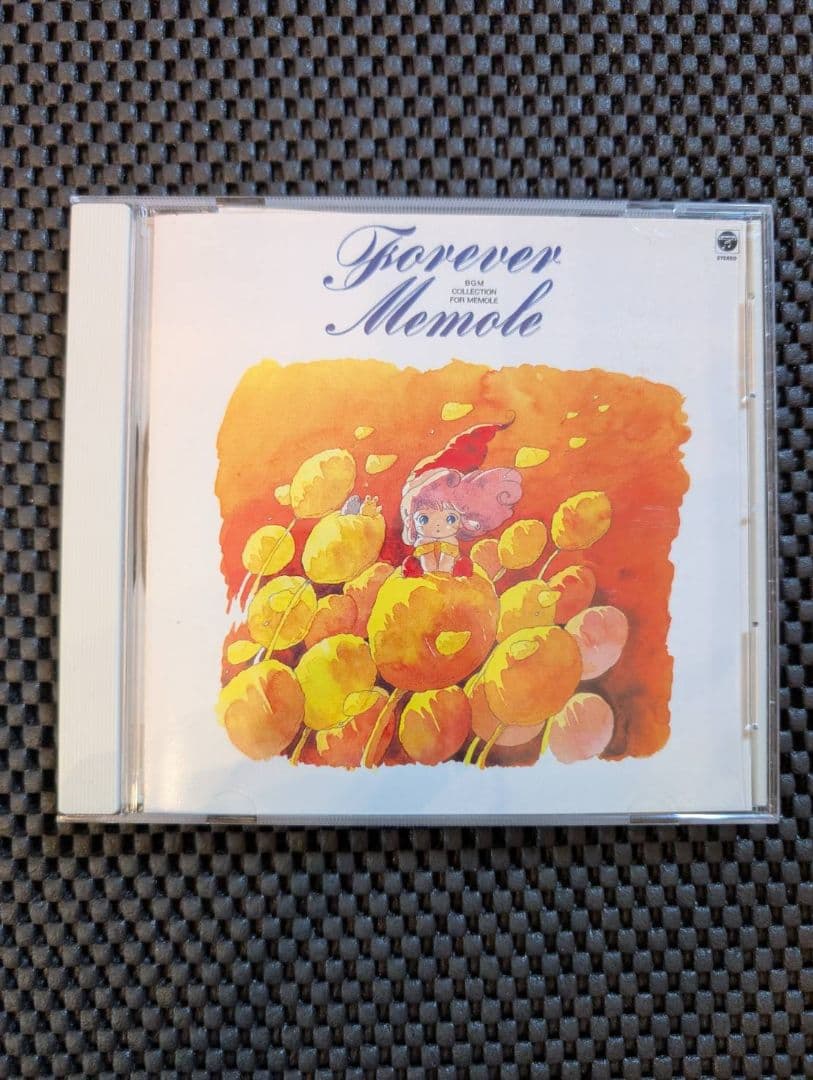 Forever
BGM
COLLECTION
FOR MEMOLE
Memole
STEREO